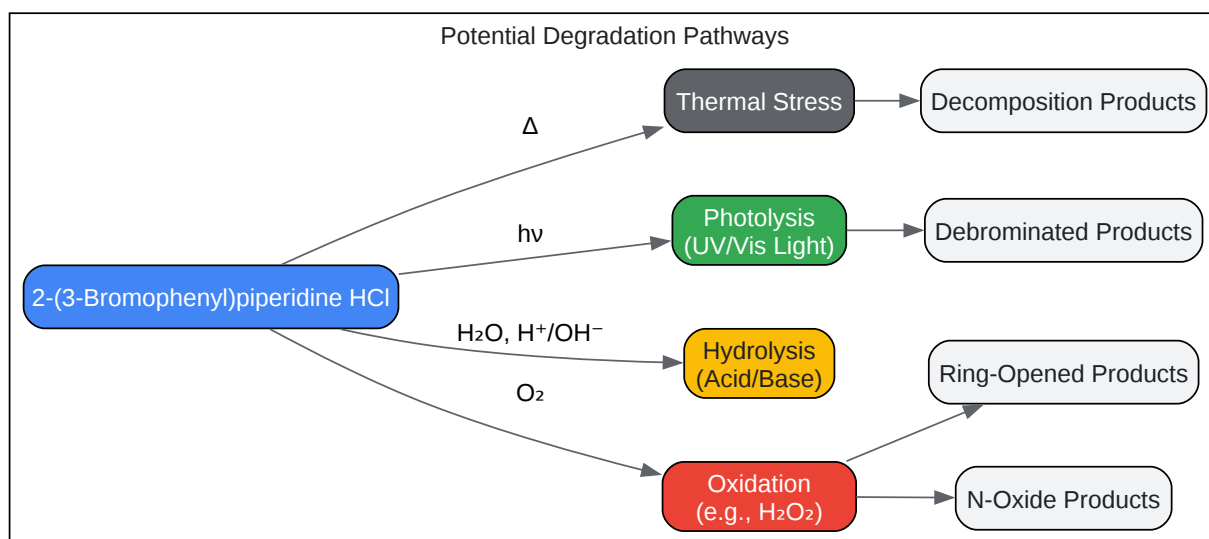 Potential Degradation Pathways
Thermal Stress
Decomposition Products
Δ
Photolysis
(UV/Vis Light)
Debrominated Products
hν
2-(3-Bromophenyl)piperidine HCl
H₂O, H⁺/OH⁻
Hydrolysis
(Acid/Base)
Ring-Opened Products
O₂
Oxidation
(e.g., H₂O₂)
N-Oxide Products